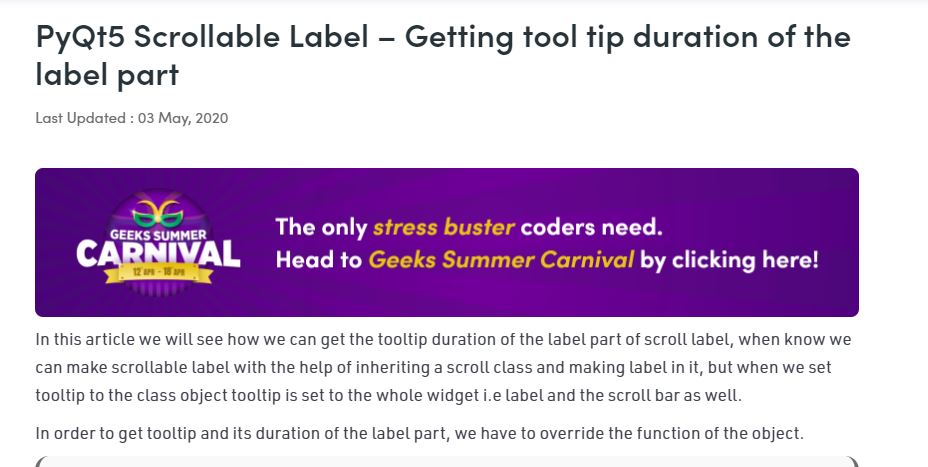 PyQt5 Scrollable Label – Getting tool tip duration of the
label part
Last Updated : 03 May, 2020
GEEKS SUMMER
CARNIVAL
12 APR - 18 APR
The only stress buster coders need.
Head to Geeks Summer Carnival by clicking here!
In this article we will see how we can get the tooltip duration of the label part of scroll label, when know we
can make scrollable label with the help of inheriting a scroll class and making label in it, but when we set
tooltip to the class object tooltip is set to the whole widget i.e label and the scroll bar as well.
In order to get tooltip and its duration of the label part, we have to override the function of the object.